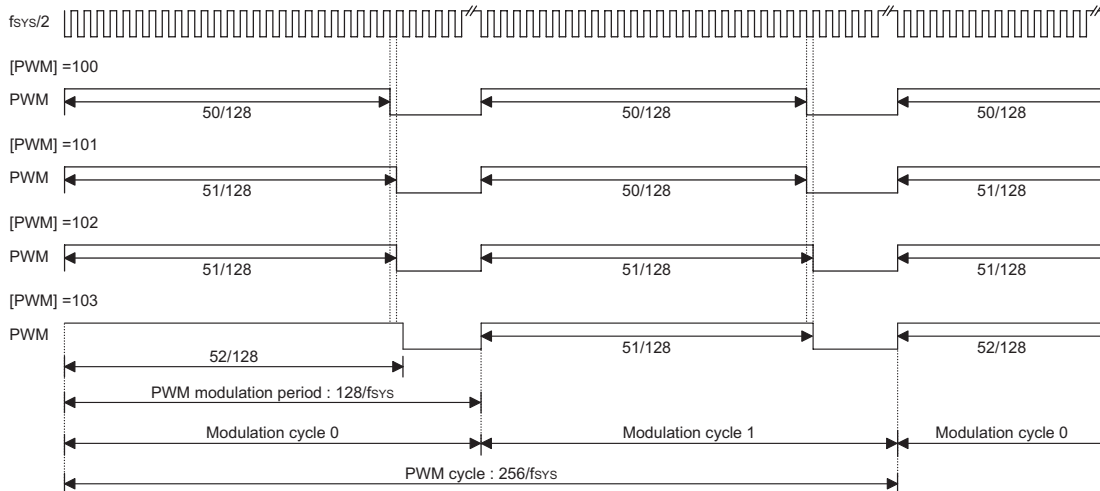 fSYS/2
[PWM] =100
PWM
50/128 50/128 50/128
[PWM] =101
PWM
51/128 50/128 51/128
[PWM] =102
PWM
51/128 51/128 51/128
[PWM] =103
PWM
52/128 51/128 52/128
PWM modulation period : 128/fSYS
Modulation cycle 0 Modulation cycle 1 Modulation cycle 0
PWM cycle : 256/fSYS